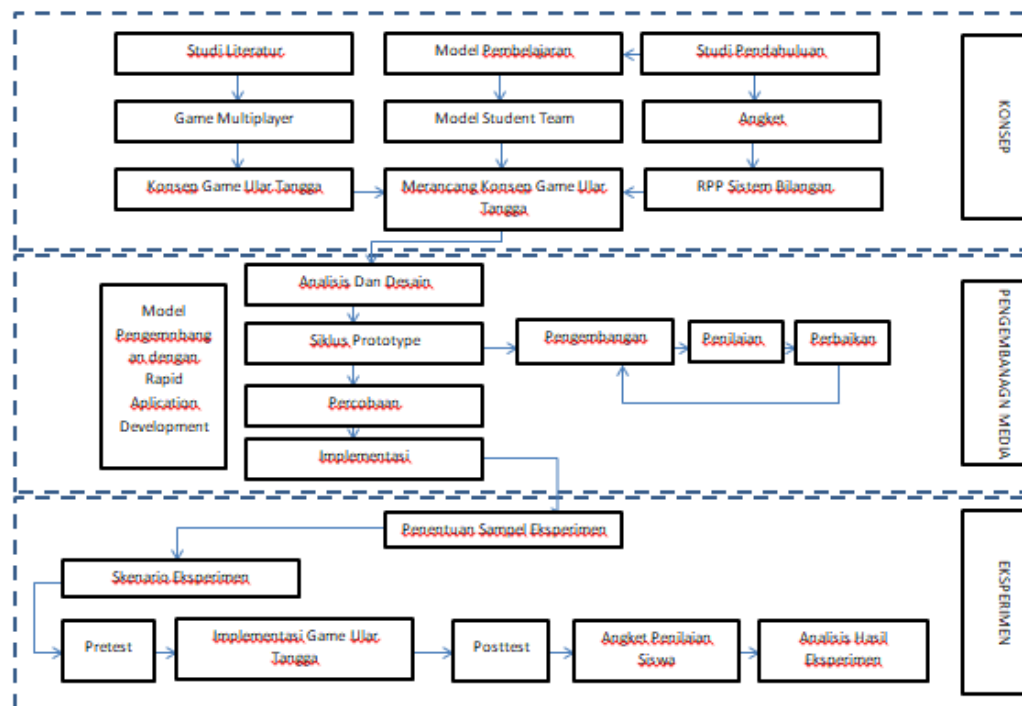 Studi Literatur
Model Pembelajaran
Studi Pendahuluan
Game Multiplayer
Model Student Team
Angket
Konsep Game Ular Tangga
Merancang Konsep Game Ular
Tangga
RPP Sistem Bilangan
KONSEP
Model
Pengemnbang
an dengan
Rapid
Aplication
Development
Analisis Dan Desain
Siklus Prototype
Pengembangan
Penilaian
Perbaikan
Percobaan
Implementasi
PENGEMBANAGN MEDIA
Penentuan Sampel Eksperimen
Skenario Eksperimen
Pretest
Implementasi Game Ular
Tangga
Posttest
Angket Penilaian
Siswa
Analisis Hasil
Eksperimen
EKSPERIMEN